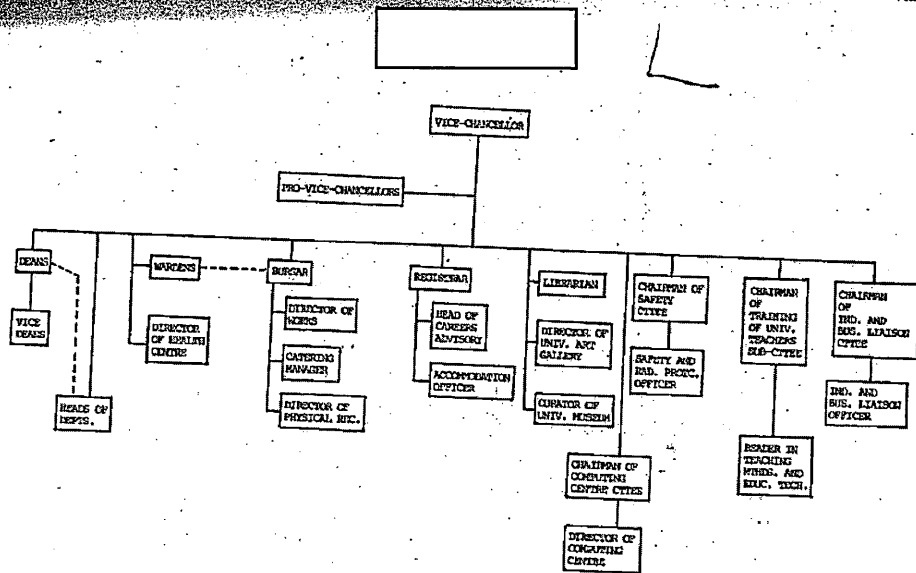 VICE-CHANCELLOR
PRO-VICE-CHANCELLORS
DEANS
VICE
DEANS
HEADS OF
DEPTS.
WARDENS
DIRECTOR
OF HEALTH
CENTRE
BURSAR
DIRECTOR OF
WORKS
CATERING
MANAGER
DIRECTOR OF
PHYSICAL REC.
REGISTRAR
HEAD OF
CAREERS
ADVISORY
ACCOMMODATION
OFFICER
LIBRARIAN
DIRECTOR OF
UNIV. ART
GALLERY
CURATOR OF
UNIV. MUSEUM
CHAIRMAN OF
COMPUTING
CENTRE CTTEE
DIRECTOR OF
COMPUTING
CENTRE
CHAIRMAN OF
SAFETY
CTTEE
SAFETY AND
RAD. PROTC.
OFFICER
CHAIRMAN
OF
TRAINING
OF UNIV.
TEACHERS
SUB-CTTEE
READER IN
TEACHING
MTHDS. AND
EDUC. TECH.
CHAIRMAN
OF
IND. AND
BUS. LIAISON
CTTEE
IND. AND
BUS. LIAISON
OFFICER